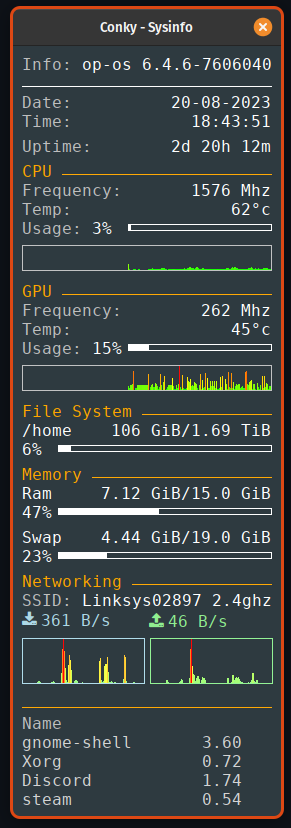 Conky - Sysinfo
Info: op-os 6.4.6-7606040
Date: 20-08-2023
Time: 18:43:51
Uptime: 2d 20h 12m
CPU
Frequency: 1576 Mhz
Temp: 62°c
Usage: 3%
GPU
Frequency: 262 Mhz
Temp: 45°c
Usage: 15%
File System
/home 106 GiB/1.69 TiB
6%
Memory
Ram 7.12 GiB/15.0 GiB
47%
Swap 4.44 GiB/19.0 GiB
23%
Networking
SSID: Linksys02897 2.4ghz
361 B/s 46 B/s
Name
gnome-shell 3.60
Xorg 0.72
Discord 1.74
steam 0.54